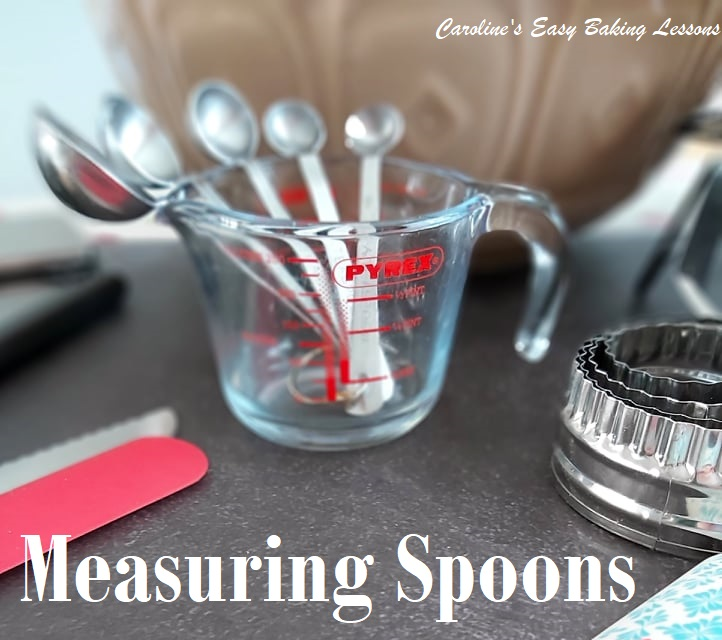 Caroline's Easy Baking Lessons
PYREX®
Measuring Spoons